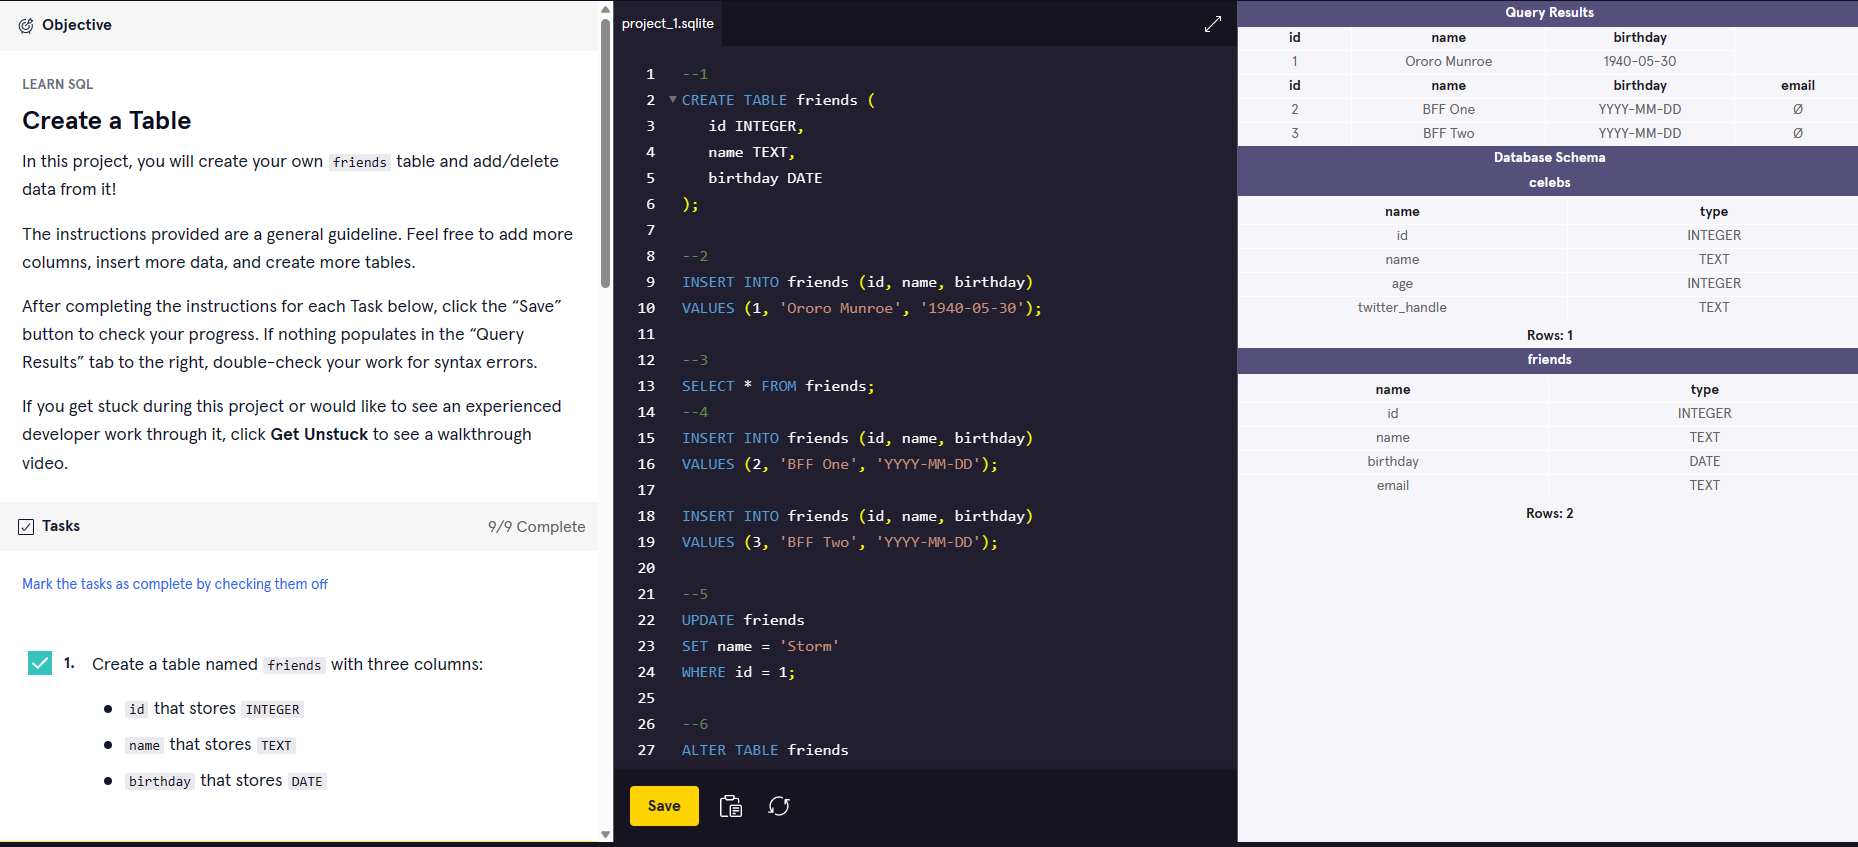 Objective
LEARN SQL
Create a Table
In this project, you will create your own friends table and add/delete
data from it!
The instructions provided are a general guideline. Feel free to add more
columns, insert more data, and create more tables.
After completing the instructions for each Task below, click the “Save”
button to check your progress. If nothing populates in the “Query
Results” tab to the right, double-check your work for syntax errors.
If you get stuck during this project or would like to see an experienced
developer work through it, click Get Unstuck to see a walkthrough
video.
Tasks 9/9 Complete
Mark the tasks as complete by checking them off
1. Create a table named friends with three columns:
id that stores INTEGER
name that stores TEXT
birthday that stores DATE
project_1.sqlite
1 --1
2 CREATE TABLE friends (
3 id INTEGER,
4 name TEXT,
5 birthday DATE
6 );
7
8 --2
9 INSERT INTO friends (id, name, birthday)
10 VALUES (1, 'Ororo Munroe', '1940-05-30');
11
12 --3
13 SELECT * FROM friends;
14 --4
15 INSERT INTO friends (id, name, birthday)
16 VALUES (2, 'BFF One', 'YYYY-MM-DD');
17
18 INSERT INTO friends (id, name, birthday)
19 VALUES (3, 'BFF Two', 'YYYY-MM-DD');
20
21 --5
22 UPDATE friends
23 SET name = 'Storm'
24 WHERE id = 1;
25
26 --6
27 ALTER TABLE friends
Save
Query Results
id name birthday
1 Ororo Munroe 1940-05-30
id name birthday email
2 BFF One YYYY-MM-DD Ø
3 BFF Two YYYY-MM-DD Ø
Database Schema
celebs
name type
id INTEGER
name TEXT
age INTEGER
twitter_handle TEXT
Rows: 1
friends
name type
id INTEGER
name TEXT
birthday DATE
email TEXT
Rows: 2